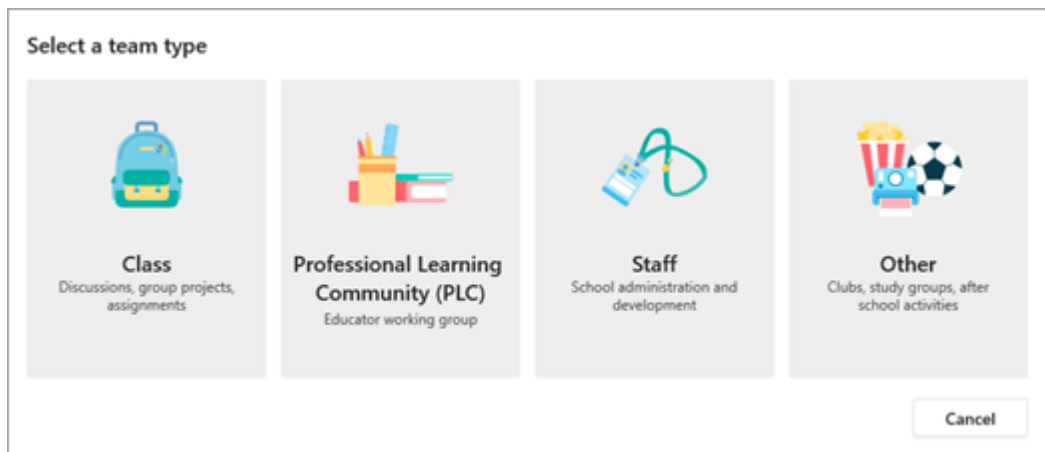 Select a team type
Class
Discussions, group projects,
assignments
Professional Learning
Community (PLC)
Educator working group
Staff
School administration and
development
Other
Clubs, study groups, after
school activities
Cancel